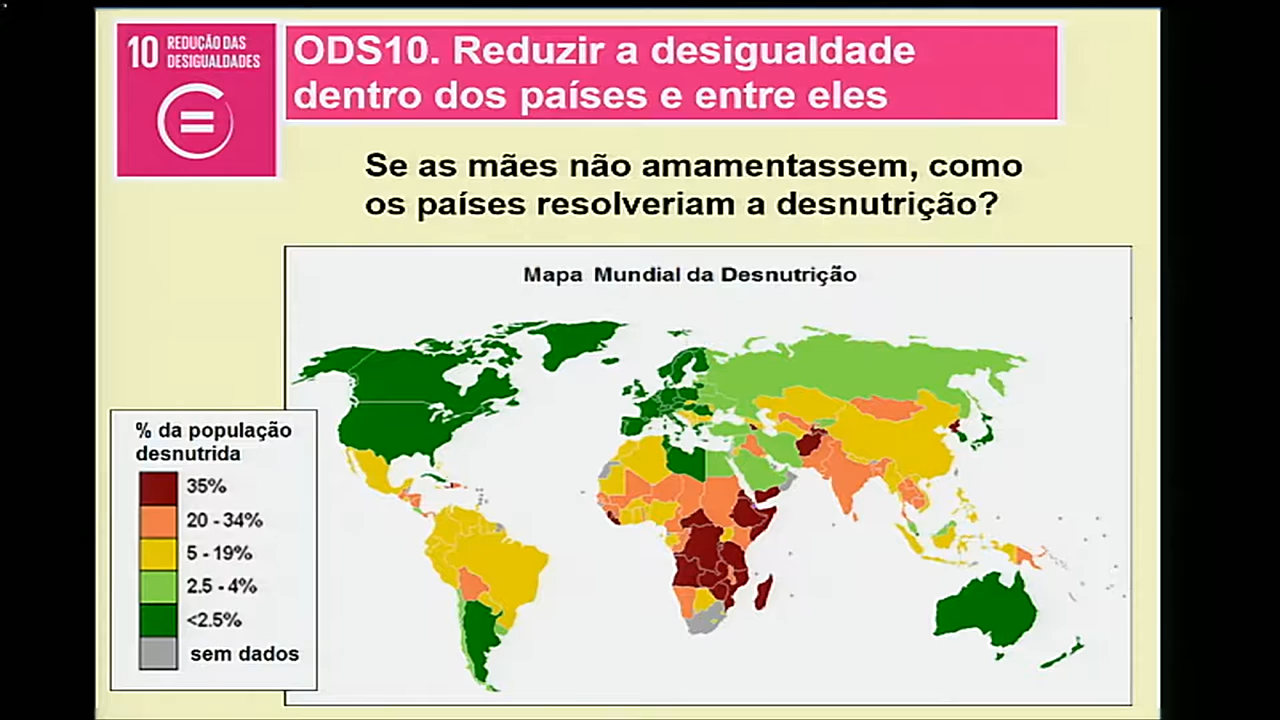 10 REDUÇÃO DAS
DESIGUALDADES
ODS10. Reduzir a desigualdade
dentro dos países e entre eles
Se as mães não amamentassem, como
os países resolveriam a desnutrição?
Mapa Mundial da Desnutrição
% da população
desnutrida
35%
20 - 34%
5 - 19%
2.5 - 4%
<2.5%
sem dados